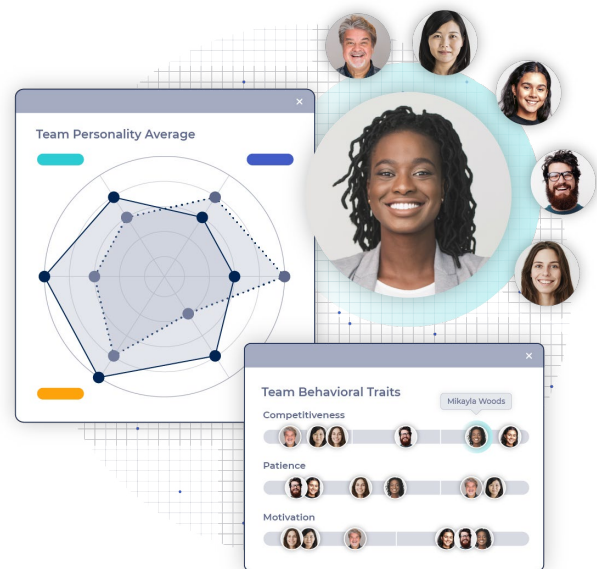 Team Personality Average
Team Behavioral Traits
Mikayla Woods
Competitiveness
Patience
Motivation